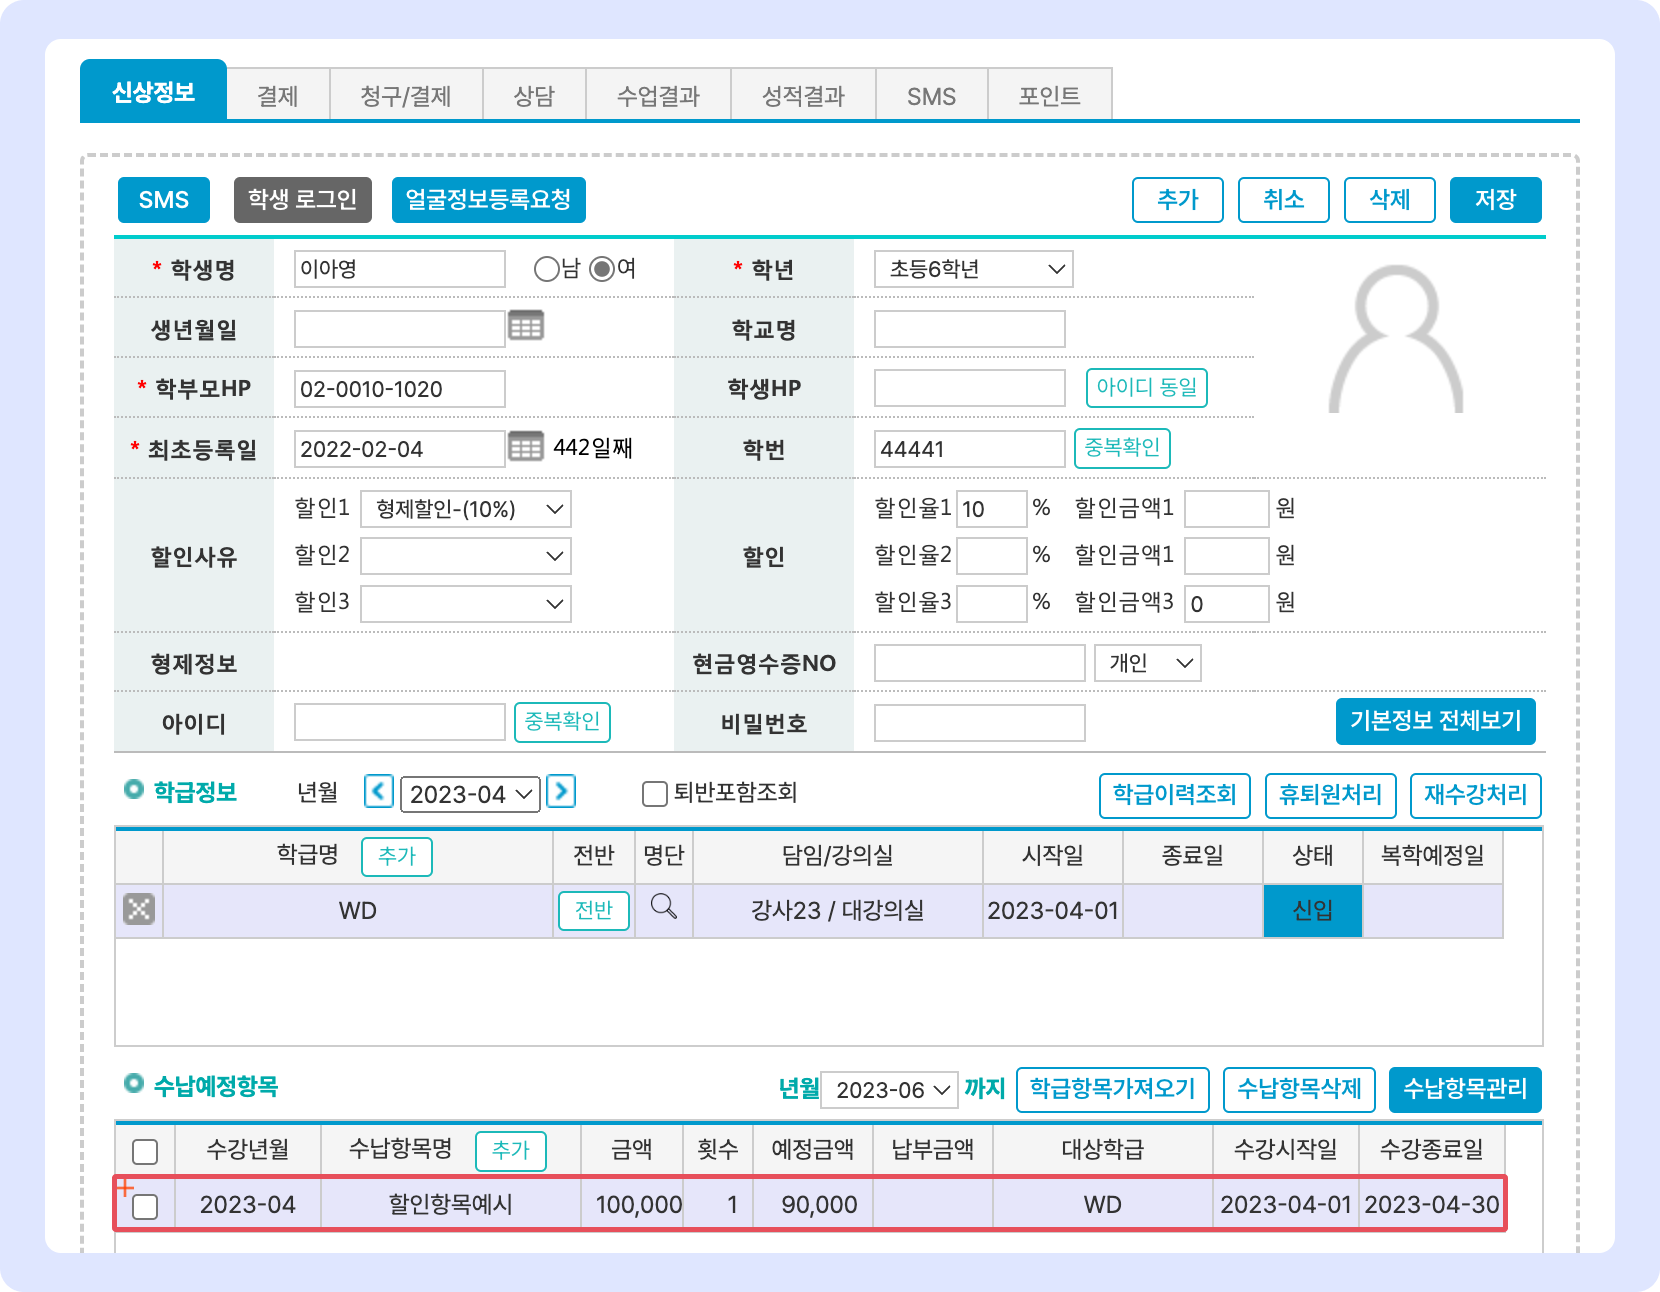 신상정보 결제 청구/결제 상담 수업결과 성적결과 SMS 포인트
SMS 학생 로그인 얼굴정보등록요청 추가 취소 삭제 저장
* 학생명 이아영 남 여 * 학년 초등6학년
생년월일 학교명
* 학부모HP 02-0010-1020 학생HP 아이디 동일
* 최초등록일 2022-02-04 442일째 학번 44441 중복확인
할인사유 할인1 형제할인-(10%) 할인 할인율1 10 % 할인금액1 원
할인2 할인율2 % 할인금액1 원
할인3 할인율3 % 할인금액3 0 원
형제정보 현금영수증NO 개인
아이디 중복확인 비밀번호 기본정보 전체보기
학급정보 년월 2023-04 퇴반포함조회 학급이력조회 휴퇴원처리 재수강처리
학급명 추가 전반 명단 담임/강의실 시작일 종료일 상태 복학예정일
WD 전반 강사23 / 대강의실 2023-04-01 신입
수납예정항목 년월 2023-06 까지 학급항목가져오기 수납항목삭제 수납항목관리
수강년월 수납항목명 추가 금액 횟수 예정금액 납부금액 대상학급 수강시작일 수강종료일
2023-04 할인항목예시 100,000 1 90,000 WD 2023-04-01 2023-04-30